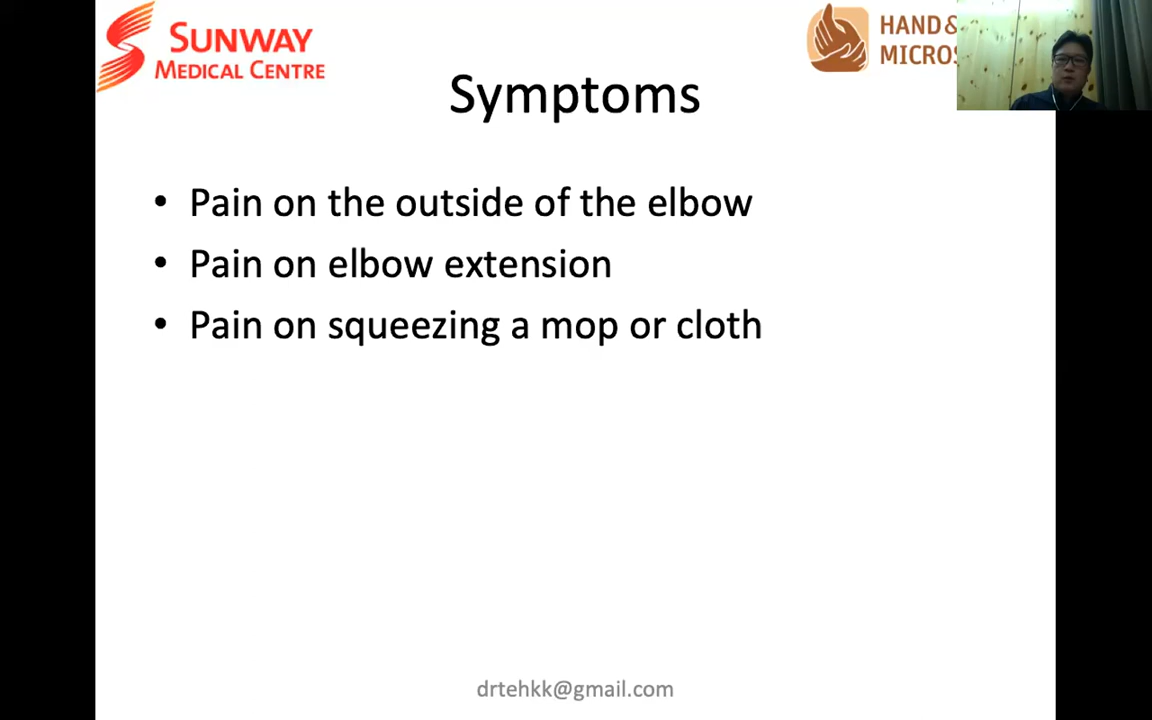 SUNWAY
MEDICAL CENTRE
HAND&
Symptoms
• Pain on the outside of the elbow
• Pain on elbow extension
• Pain on squeezing a mop or cloth
drtehkk@gmail.com